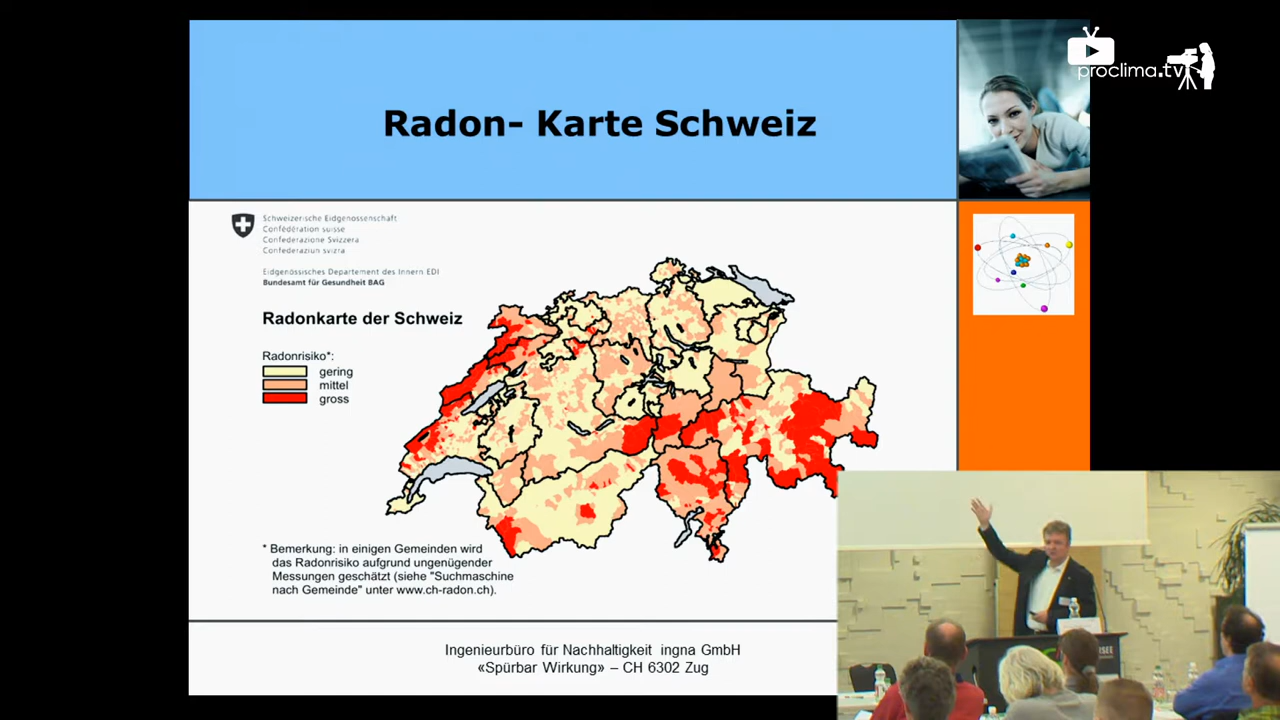 proclima.tv
Radon- Karte Schweiz
Schweizerische Eidgenossenschaft
Confédération suisse
Confederazione Svizzera
Confederaziun svizra
Eidgenössisches Departement des Innern EDI
Bundesamt für Gesundheit BAG
Radonkarte der Schweiz
Radonrisiko*:
gering
mittel
gross
* Bemerkung: in einigen Gemeinden wird
das Radonrisiko aufgrund ungenügender
Messungen geschätzt (siehe "Suchmaschine
nach Gemeinde" unter www.ch-radon.ch).
Ingenieurbüro für Nachhaltigkeit ingna GmbH
«Spürbar Wirkung» – CH 6302 Zug